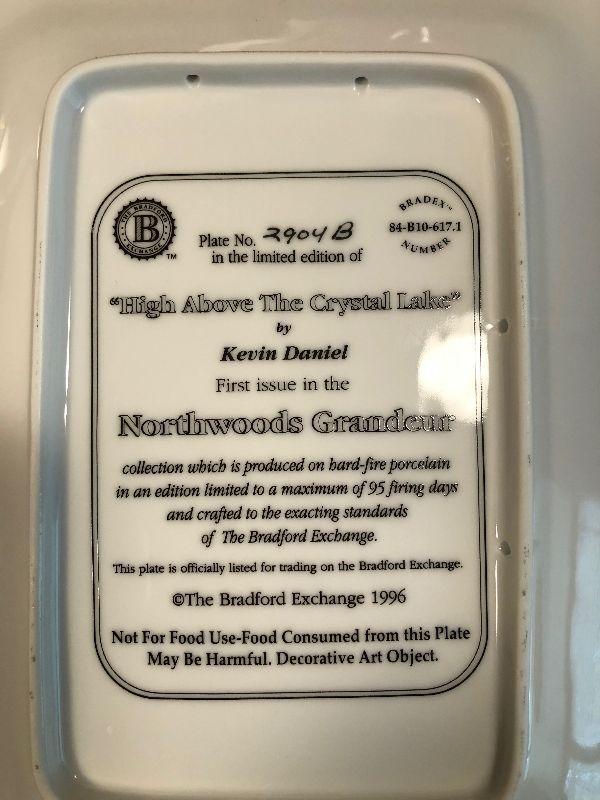 THE BRADFORD EXCHANGE
B
TM
Plate No. 2904 B
in the limited edition of
BRADEX™
84-B10-617.1
NUMBER
"High Above The Crystal Lake"
by
Kevin Daniel
First issue in the
Northwoods Grandeur
collection which is produced on hard-fire porcelain
in an edition limited to a maximum of 95 firing days
and crafted to the exacting standards
of The Bradford Exchange.
This plate is officially listed for trading on the Bradford Exchange.
©The Bradford Exchange 1996
Not For Food Use-Food Consumed from this Plate
May Be Harmful. Decorative Art Object.